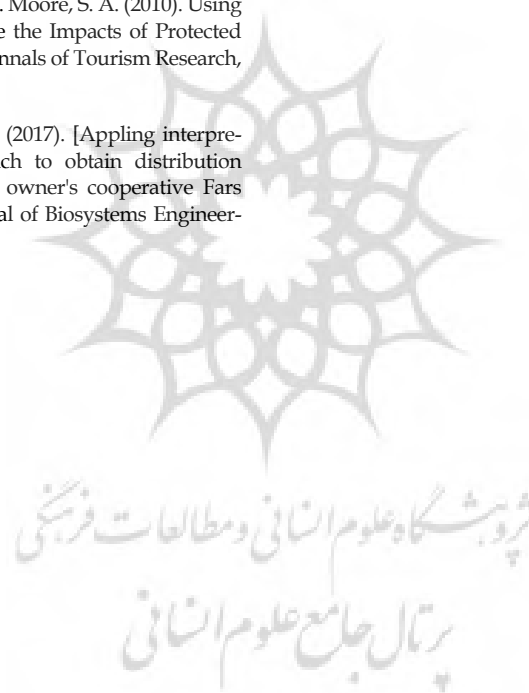 . Moore, S. A. (2010). Using
e the Impacts of Protected
nnals of Tourism Research,
(2017). [Appling interpre-
ch to obtain distribution
owner's cooperative Fars
al of Biosystems Engineer-
پژوهشگاه علوم انسانی و مطالعات فرهنگی
پرتال جامع علوم انسانی